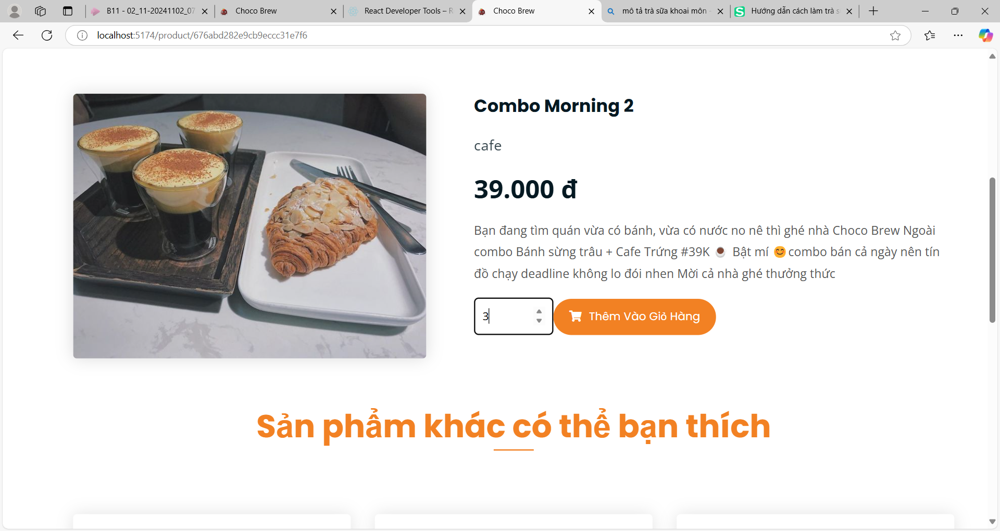 B11 - 02_11-20241102_07
Choco Brew
React Developer Tools – R
Choco Brew
mô tả trà sữa khoai môn -
Hướng dẫn cách làm trà s
localhost:5174/product/676abd282e9cb9eccc31e7f6
Combo Morning 2
cafe
39.000 đ
Bạn đang tìm quán vừa có bánh, vừa có nước no nê thì ghé nhà Choco Brew Ngoài
combo Bánh sừng trâu + Cafe Trứng #39K ☕ Bật mí 😊combo bán cả ngày nên tín
đồ chạy deadline không lo đói nhen Mời cả nhà ghé thưởng thức
3
Thêm Vào Giỏ Hàng
Sản phẩm khác có thể bạn thích